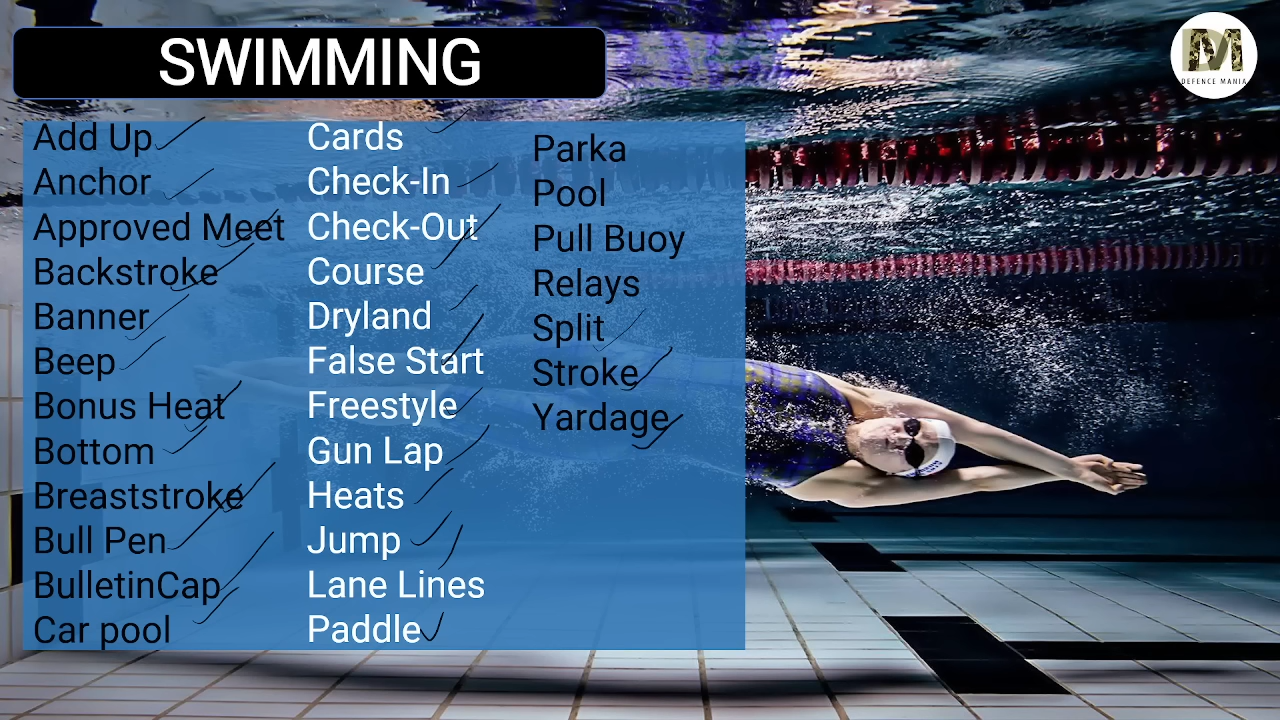 SWIMMING
DM
DEFENCE MANIA
Add Up
Anchor
Approved Meet
Backstroke
Banner
Beep
Bonus Heat
Bottom
Breaststroke
Bull Pen
BulletinCap
Car pool
Cards
Check-In
Check-Out
Course
Dryland
False Start
Freestyle
Gun Lap
Heats
Jump
Lane Lines
Paddle
Parka
Pool
Pull Buoy
Relays
Split
Stroke
Yardage